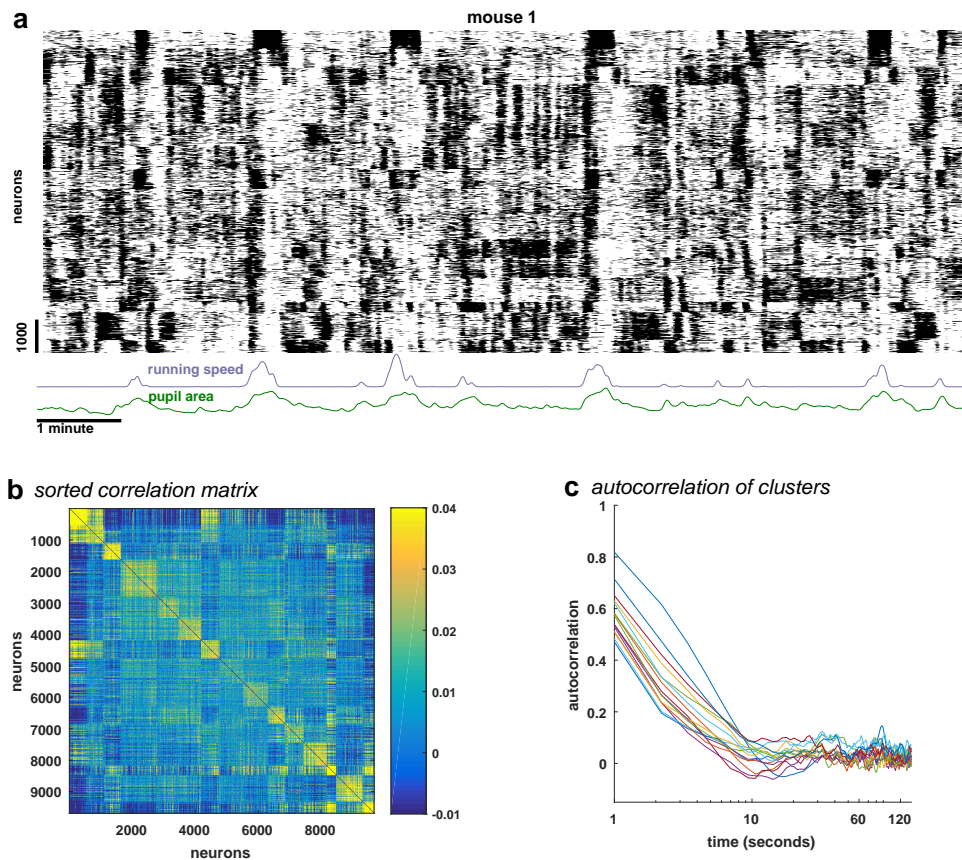 a
mouse 1
neurons
1000
running speed
pupil area
1 minute
b sorted correlation matrix
neurons
1000
2000
3000
4000
5000
6000
7000
8000
9000
2000 4000 6000 8000
neurons
0.04
0.03
0.02
0.01
0
-0.01
c autocorrelation of clusters
autocorrelation
1
0.8
0.6
0.4
0.2
0
1 10 60 120
time (seconds)